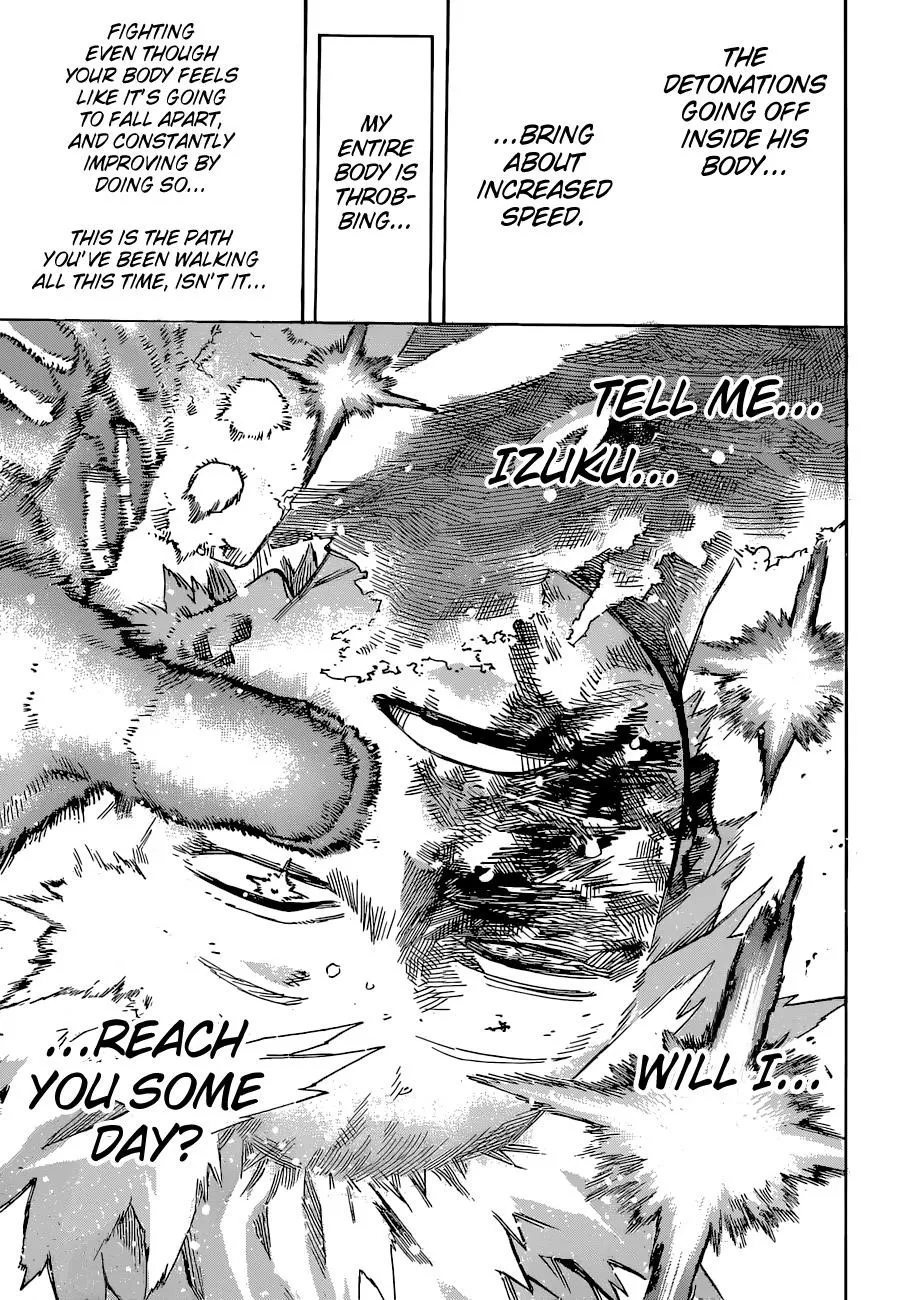 THE
DETONATIONS
GOING OFF
INSIDE HIS
BODY...
...BRING
ABOUT
INCREASED
SPEED.
MY
ENTIRE
BODY IS
THROB-
BING...
FIGHTING
EVEN THOUGH
YOUR BODY FEELS
LIKE IT'S GOING
TO FALL APART,
AND CONSTANTLY
IMPROVING BY
DOING SO...
THIS IS THE PATH
YOU'VE BEEN WALKING
ALL THIS TIME, ISN'T IT...
TELL ME...
IZUKU...
WILL I...
...REACH
YOU SOME
DAY?